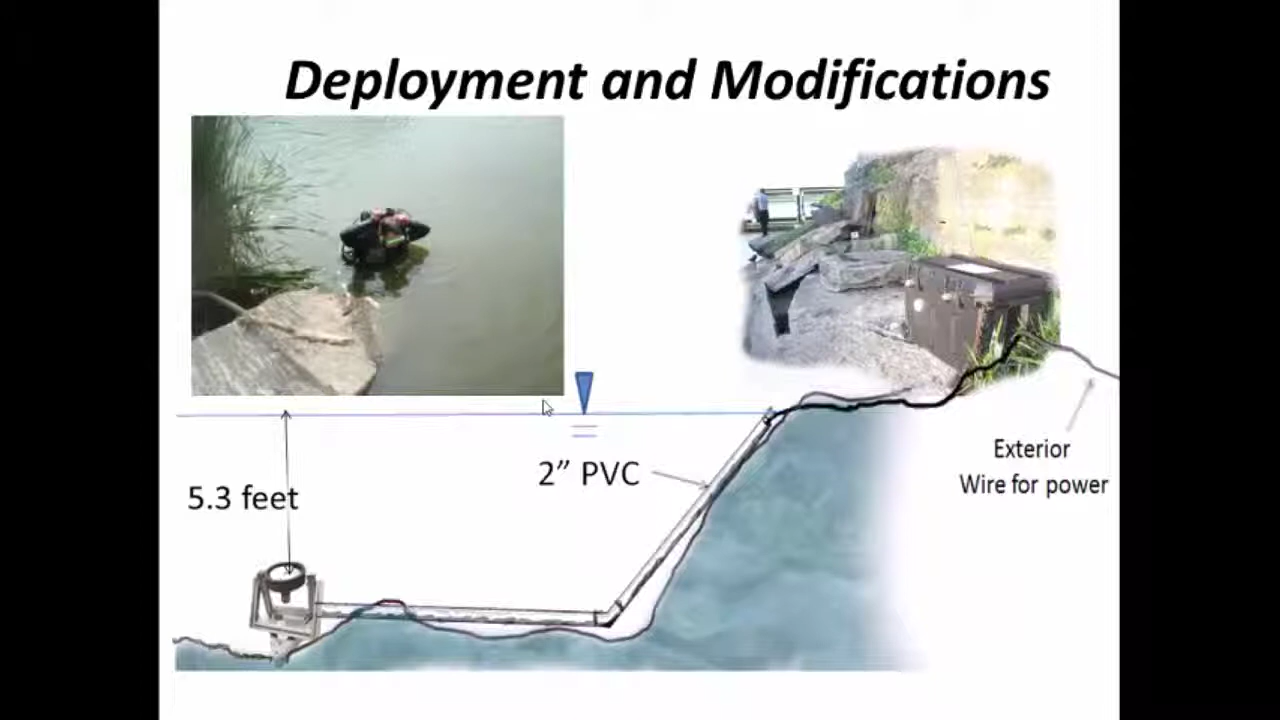 Deployment and Modifications
2” PVC
5.3 feet
Exterior
Wire for power